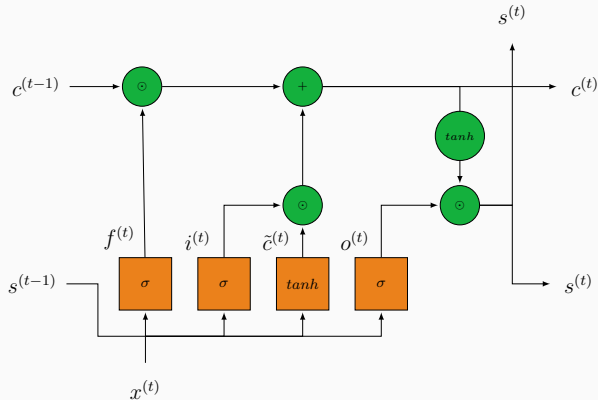 s^(t)
c^(t−1) ⊙ + c^(t)
tanh
⊙ ⊙
f^(t) i^(t) c̃^(t) o^(t)
s^(t−1) σ σ tanh σ s^(t)
x^(t)